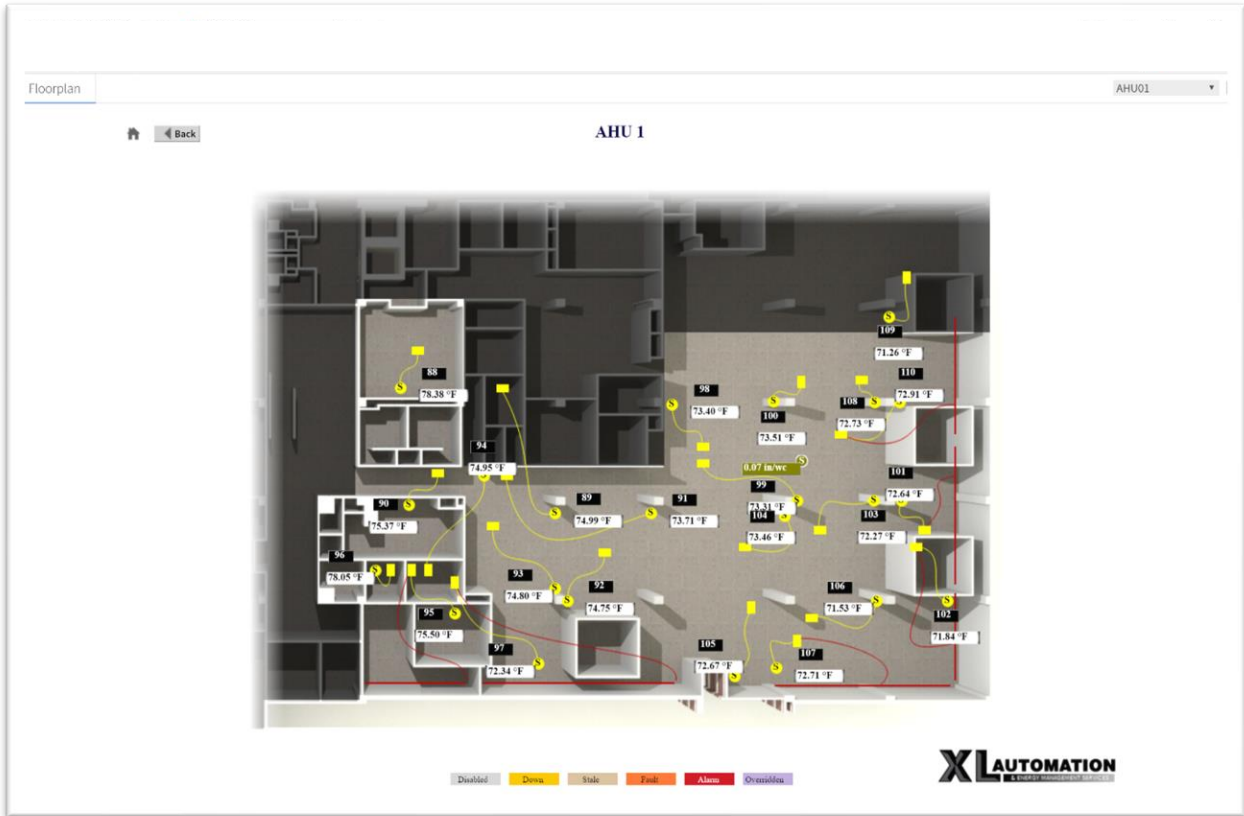 Floorplan
AHU01
Back
AHU 1
S
109
71.26 °F
88
S
78.38 °F
98
S
73.40 °F
S
100
73.51 °F
108
S
72.73 °F
110
S
72.91 °F
94
74.95 °F
S
0.07 in/wc
S
90
S
75.37 °F
89
S
74.99 °F
91
S
73.71 °F
99
S
73.31 °F
104
S
73.46 °F
101
S
72.64 °F
103
S
72.27 °F
96
S
78.05 °F
93
S
74.80 °F
92
S
74.75 °F
106
S
71.53 °F
102
S
71.84 °F
95
S
75.50 °F
97
S
72.34 °F
105
72.67 °F
S
107
S
72.71 °F
Disabled
Down
Stale
Fault
Alarm
Overridden
XL AUTOMATION
& ENERGY MANAGEMENT SERVICES